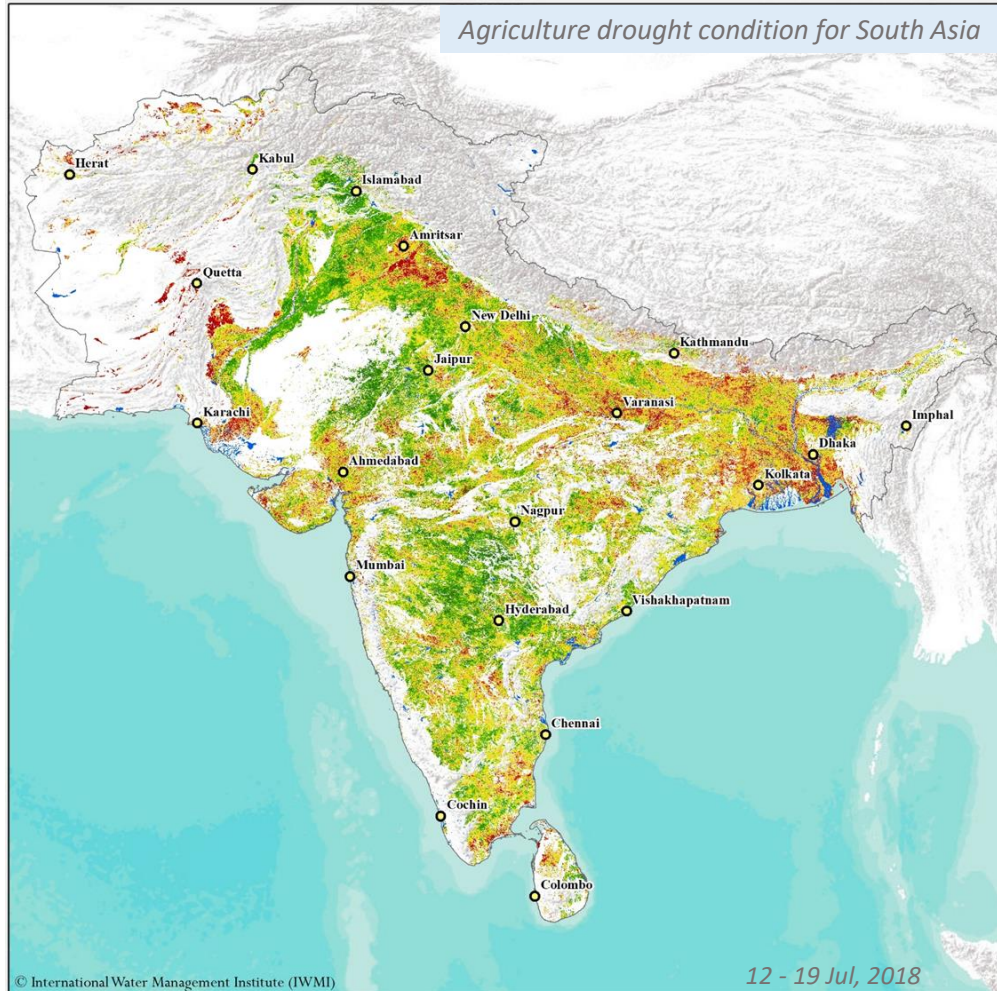 Agriculture drought condition for South Asia
Kabul
Herat
Islamabad
Amritsar
Quetta
New Delhi
Kathmandu
Jaipur
Varanasi
Karachi
Imphal
Dhaka
Ahmedabad
Kolkata
Nagpur
Mumbai
Vishakhapatnam
Hyderabad
Chennai
Cochin
Colombo
© International Water Management Institute (IWMI)
12 - 19 Jul, 2018